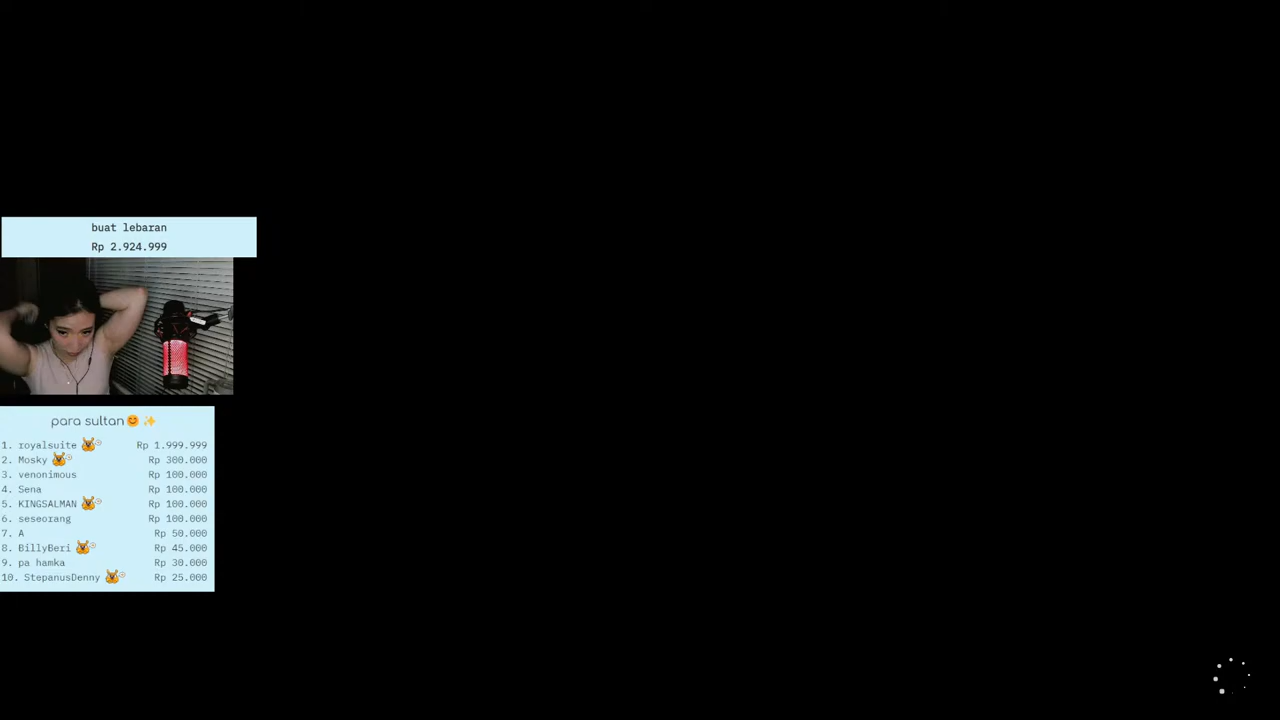 buat lebaran
Rp 2.924.999
para sultan😊✨
1. royalsuite Rp 1.999.999
2. Mosky Rp 300.000
3. venonimous Rp 100.000
4. Sena Rp 100.000
5. KINGSALMAN Rp 100.000
6. seseorang Rp 100.000
7. A Rp 50.000
8. BillyBeri Rp 45.000
9. pa hamka Rp 30.000
10. StepanusDenny Rp 25.000